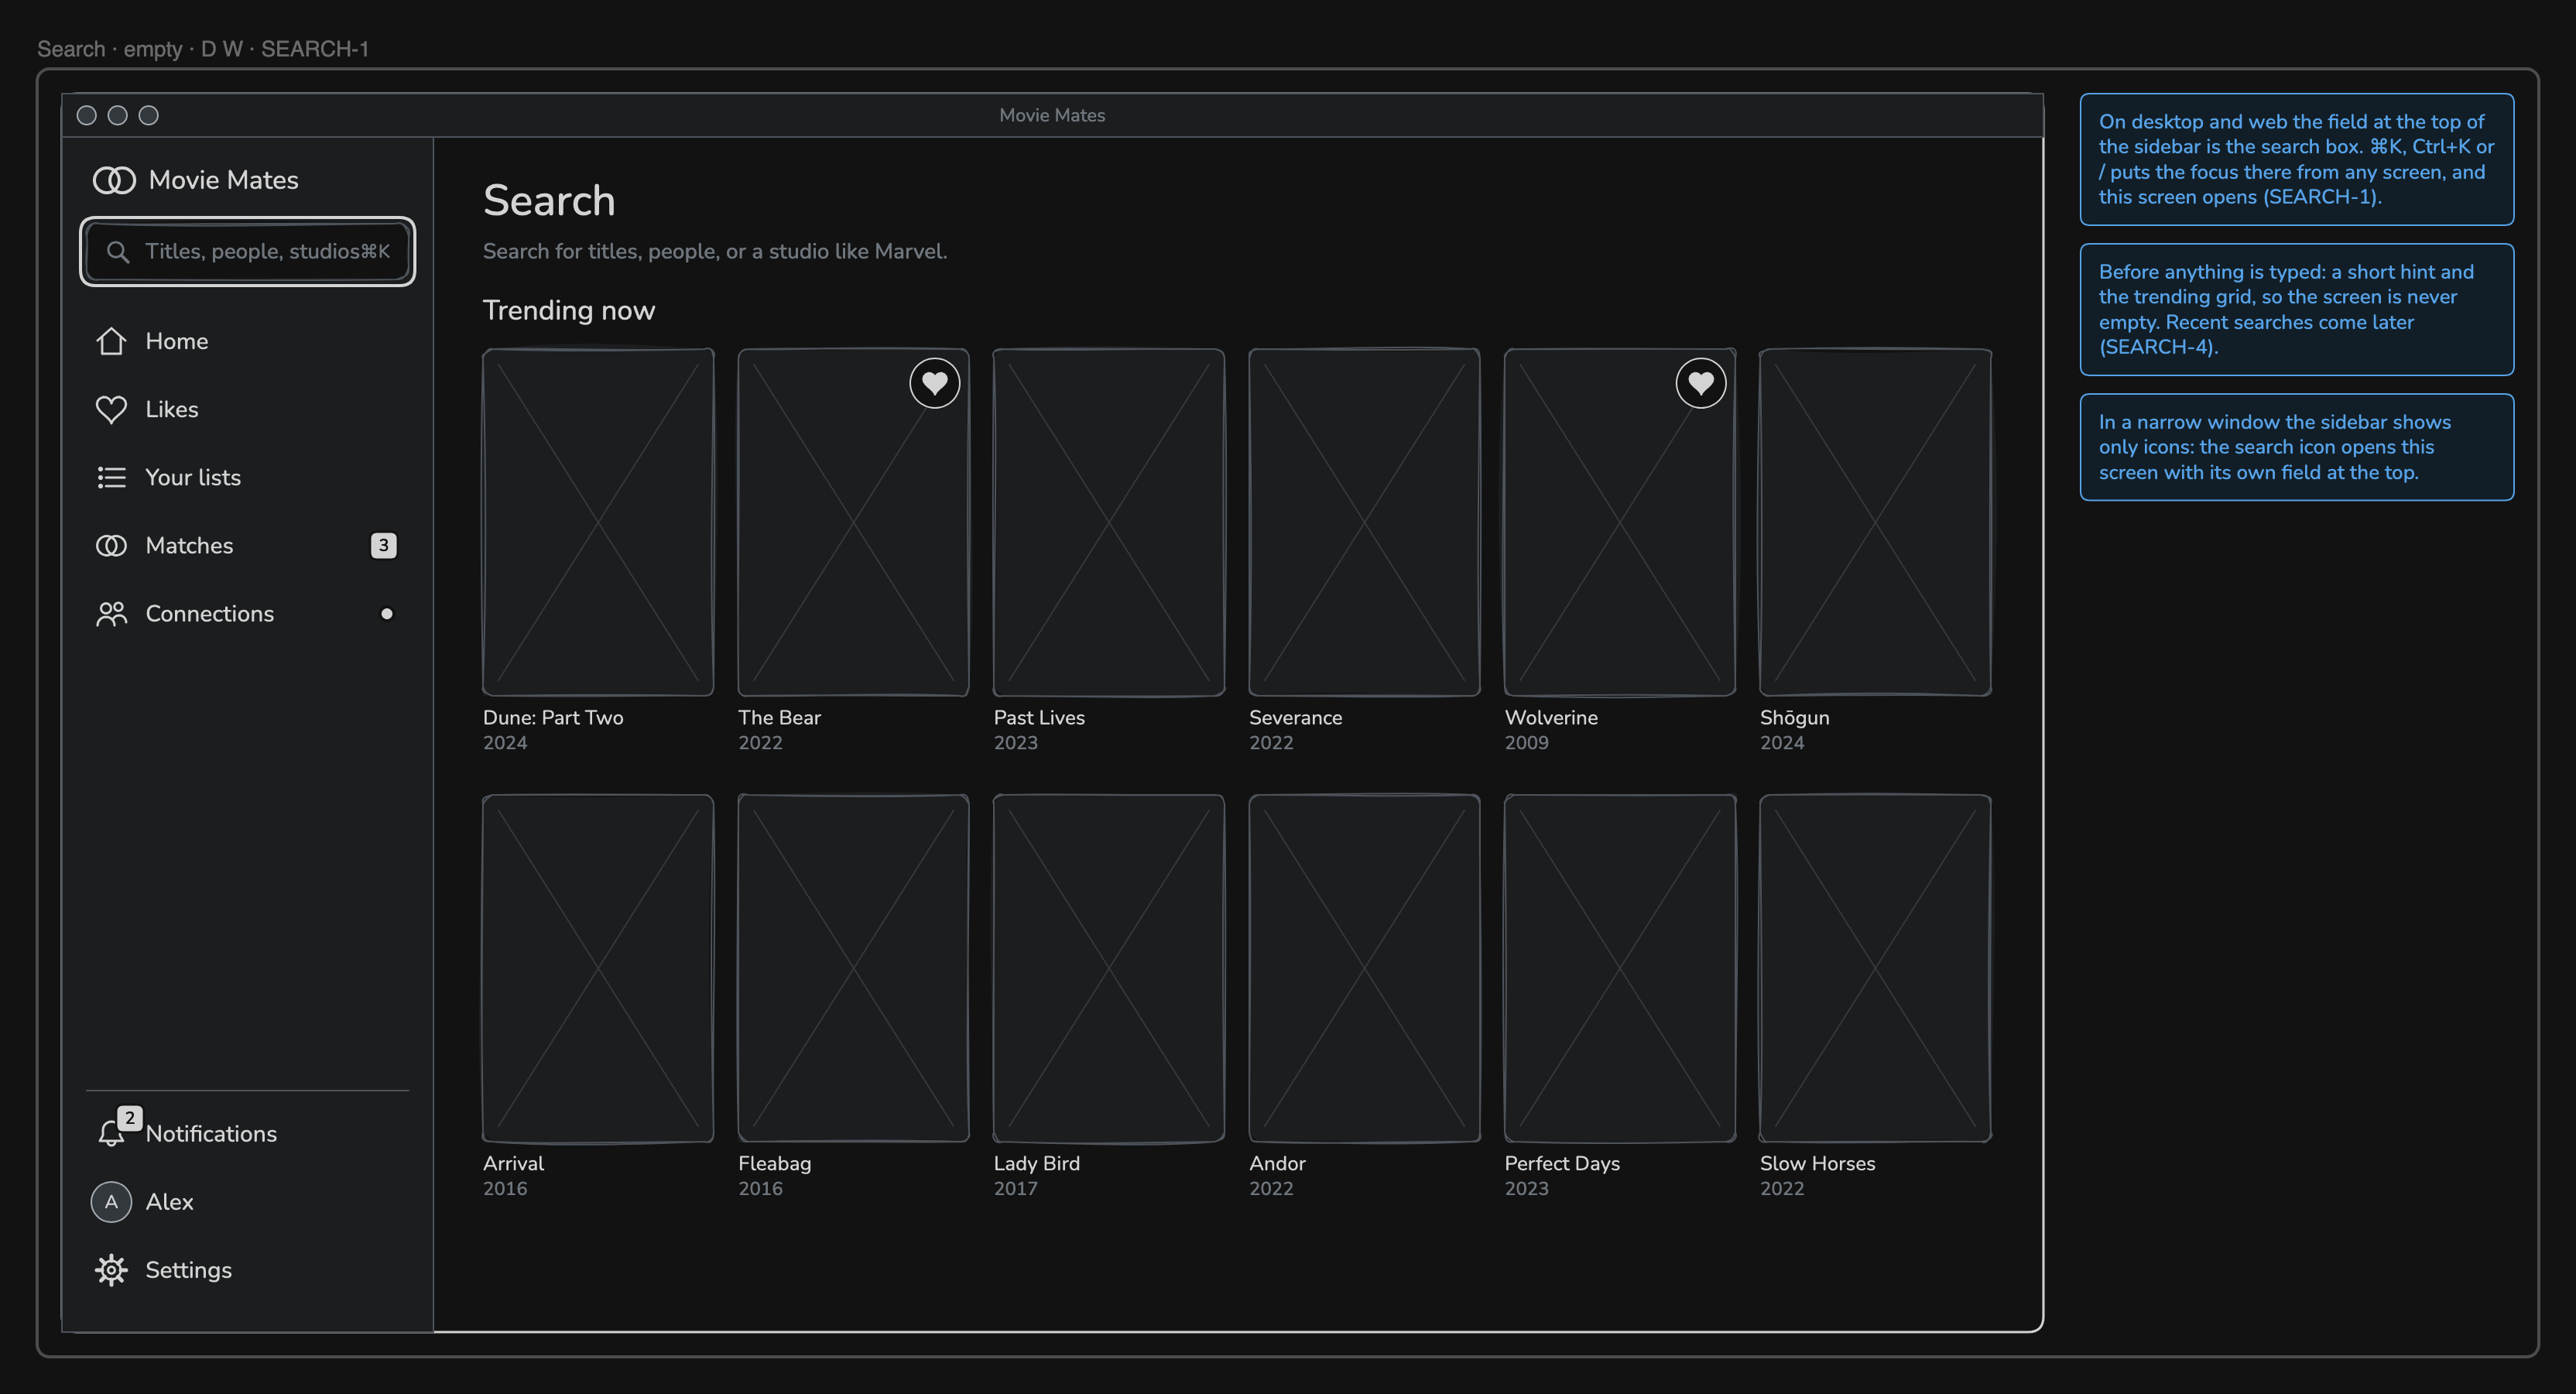 Search · empty · D W · SEARCH-1
Movie Mates
Movie Mates
Titles, people, studios⌘K
Home
Likes
Your lists
Matches 3
Connections
2
Notifications
A Alex
Settings
Search
Search for titles, people, or a studio like Marvel.
Trending now
Dune: Part Two
2024
The Bear
2022
Past Lives
2023
Severance
2022
Wolverine
2009
Shōgun
2024
Arrival
2016
Fleabag
2016
Lady Bird
2017
Andor
2022
Perfect Days
2023
Slow Horses
2022
On desktop and web the field at the top of
the sidebar is the search box. ⌘K, Ctrl+K or
/ puts the focus there from any screen, and
this screen opens (SEARCH-1).
Before anything is typed: a short hint and
the trending grid, so the screen is never
empty. Recent searches come later
(SEARCH-4).
In a narrow window the sidebar shows
only icons: the search icon opens this
screen with its own field at the top.